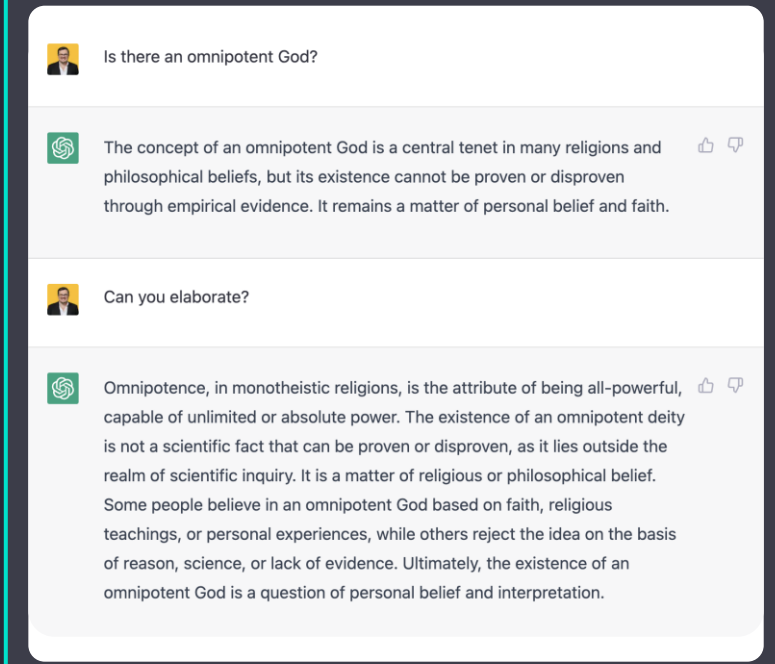 Is there an omnipotent God?
The concept of an omnipotent God is a central tenet in many religions and
philosophical beliefs, but its existence cannot be proven or disproven
through empirical evidence. It remains a matter of personal belief and faith.
Can you elaborate?
Omnipotence, in monotheistic religions, is the attribute of being all-powerful,
capable of unlimited or absolute power. The existence of an omnipotent deity
is not a scientific fact that can be proven or disproven, as it lies outside the
realm of scientific inquiry. It is a matter of religious or philosophical belief.
Some people believe in an omnipotent God based on faith, religious
teachings, or personal experiences, while others reject the idea on the basis
of reason, science, or lack of evidence. Ultimately, the existence of an
omnipotent God is a question of personal belief and interpretation.